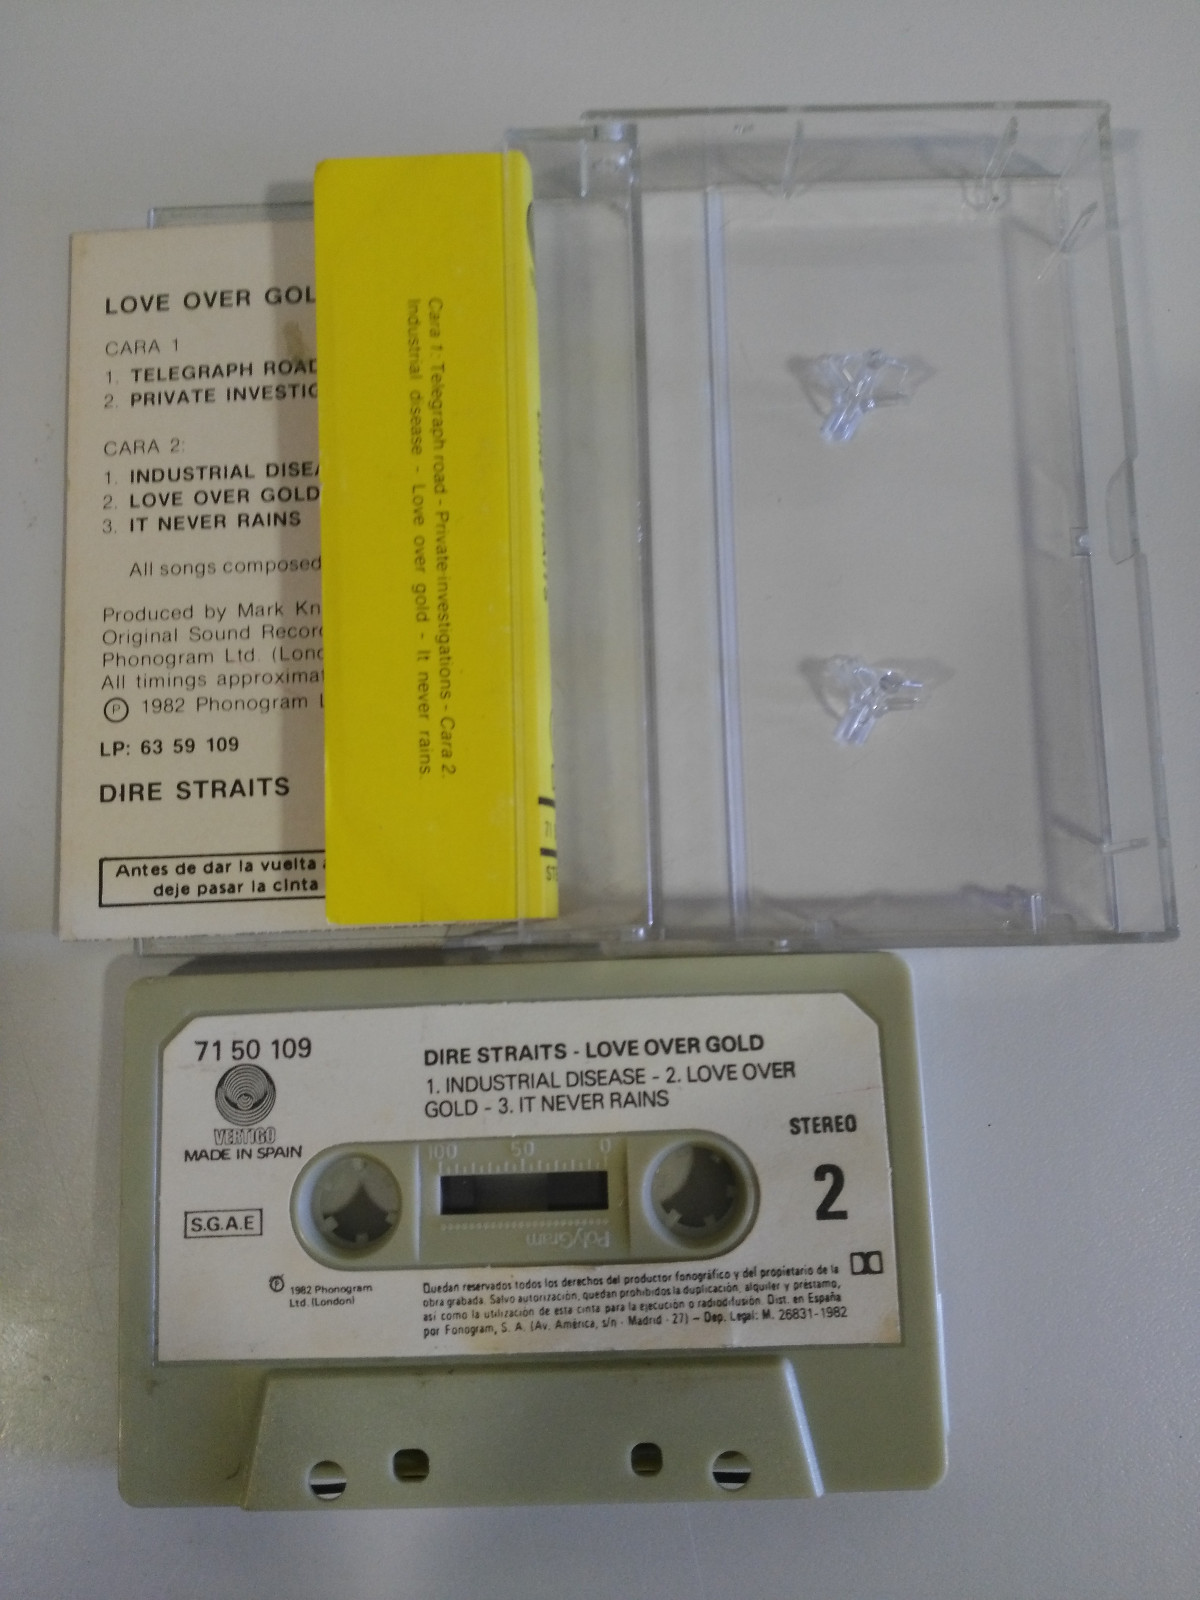 LOVE OVER GOL
CARA 1
1. TELEGRAPH ROAD
2. PRIVATE INVESTIG
CARA 2:
1. INDUSTRIAL DISEA
2. LOVE OVER GOLD
3. IT NEVER RAINS
All songs composed
Produced by Mark Kn
Original Sound Record
Phonogram Ltd. (Lond
All timings approximat
Ⓟ 1982 Phonogram L
LP: 63 59 109
DIRE STRAITS
Antes de dar la vuelta a
deje pasar la cinta
Cara 1: Telegraph road - Private investigations - Cara 2.
Industrial disease - Love over gold - It never rains.
71
STE
71 50 109
VERTIGO
MADE IN SPAIN
S.G.A.E
DIRE STRAITS - LOVE OVER GOLD
1. INDUSTRIAL DISEASE - 2. LOVE OVER
GOLD - 3. IT NEVER RAINS
STEREO
2
100 50 0
PolyGram
Ⓟ 1982 Phonogram
Ltd. (London)
Quedan reservados todos los derechos del productor fonográfico y del propietario de la
obra grabada. Salvo autorización, quedan prohibidos la duplicación, alquiler y préstamo,
así como la utilización de esta cinta para la ejecución o radiodifusión. Dist. en España
por Fonogram, S. A. (Av. América, s/n - Madrid - 27) – Dep. Legal: M. 26831-1982